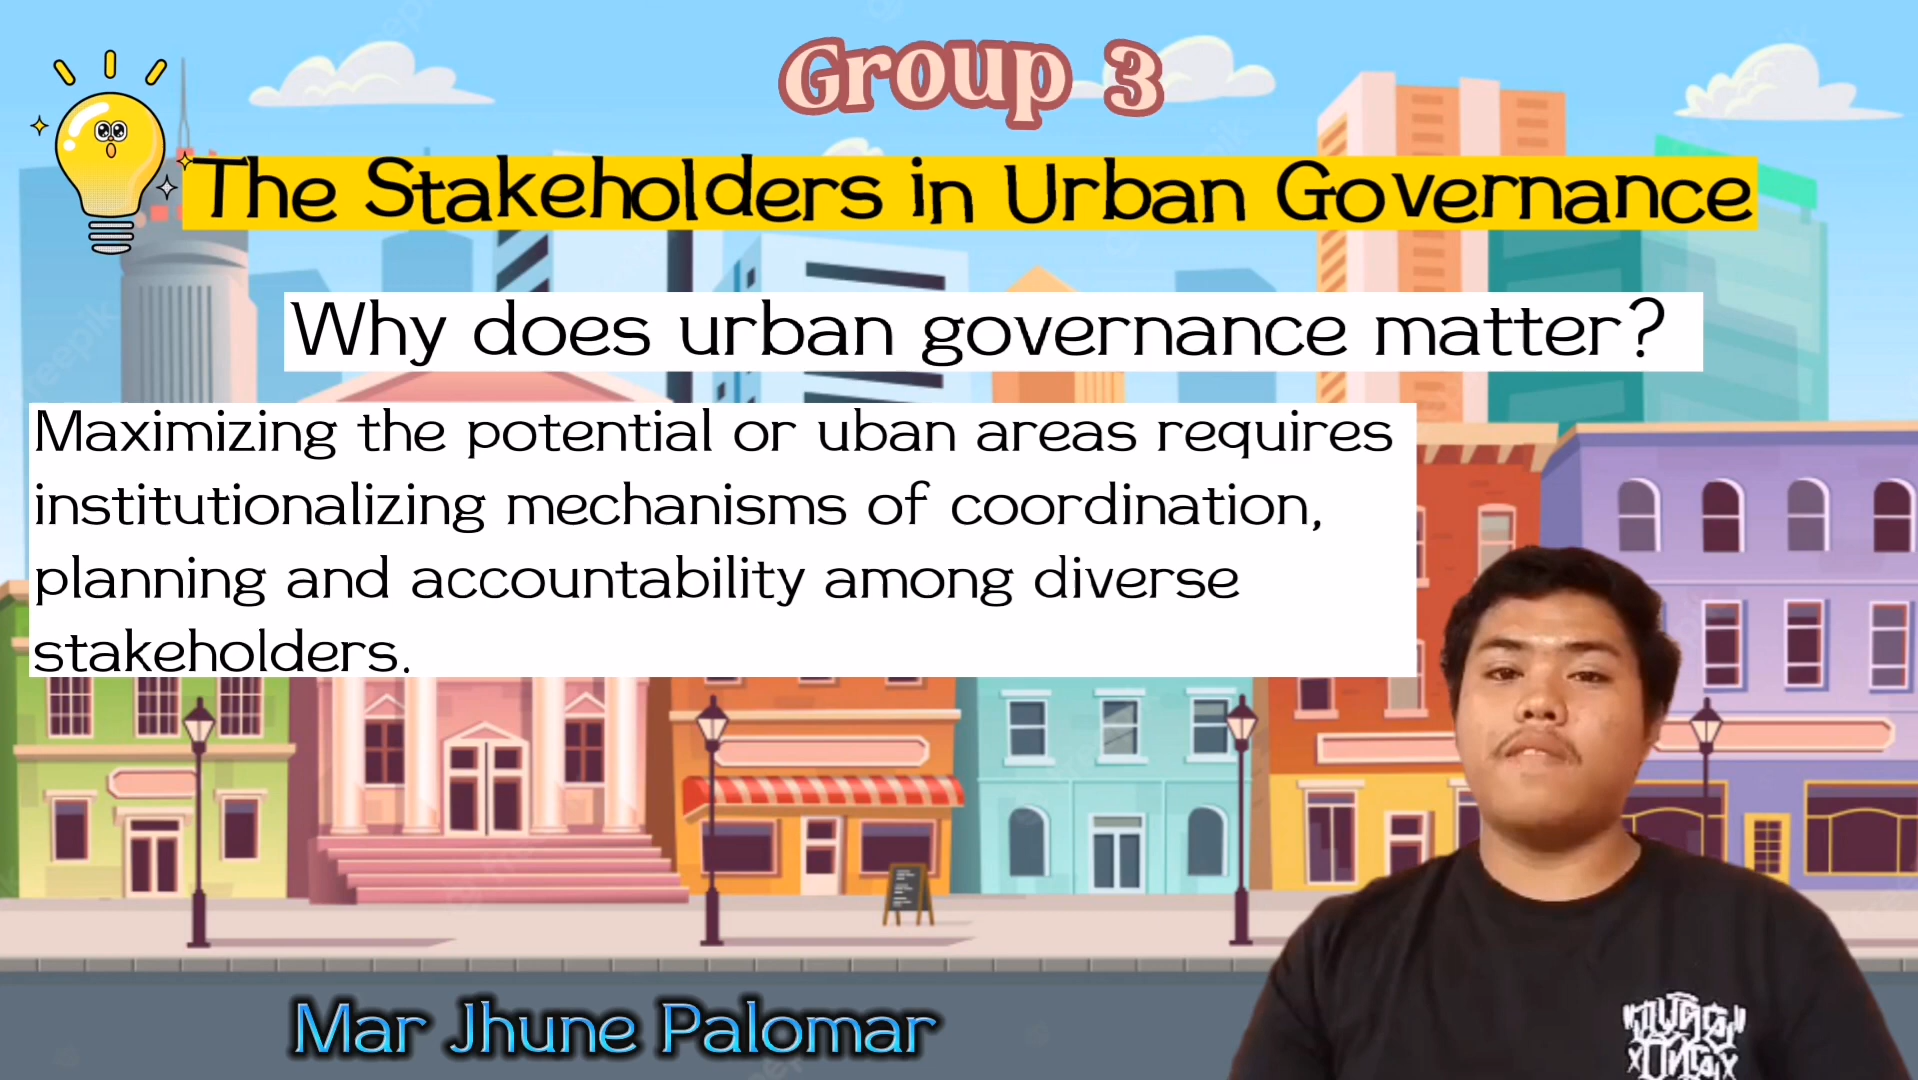 Group 3
The Stakeholders in Urban Governance
Why does urban governance matter?
Maximizing the potential or uban areas requires
institutionalizing mechanisms of coordination,
planning and accountability among diverse
stakeholders.
Mar Jhune Palomar